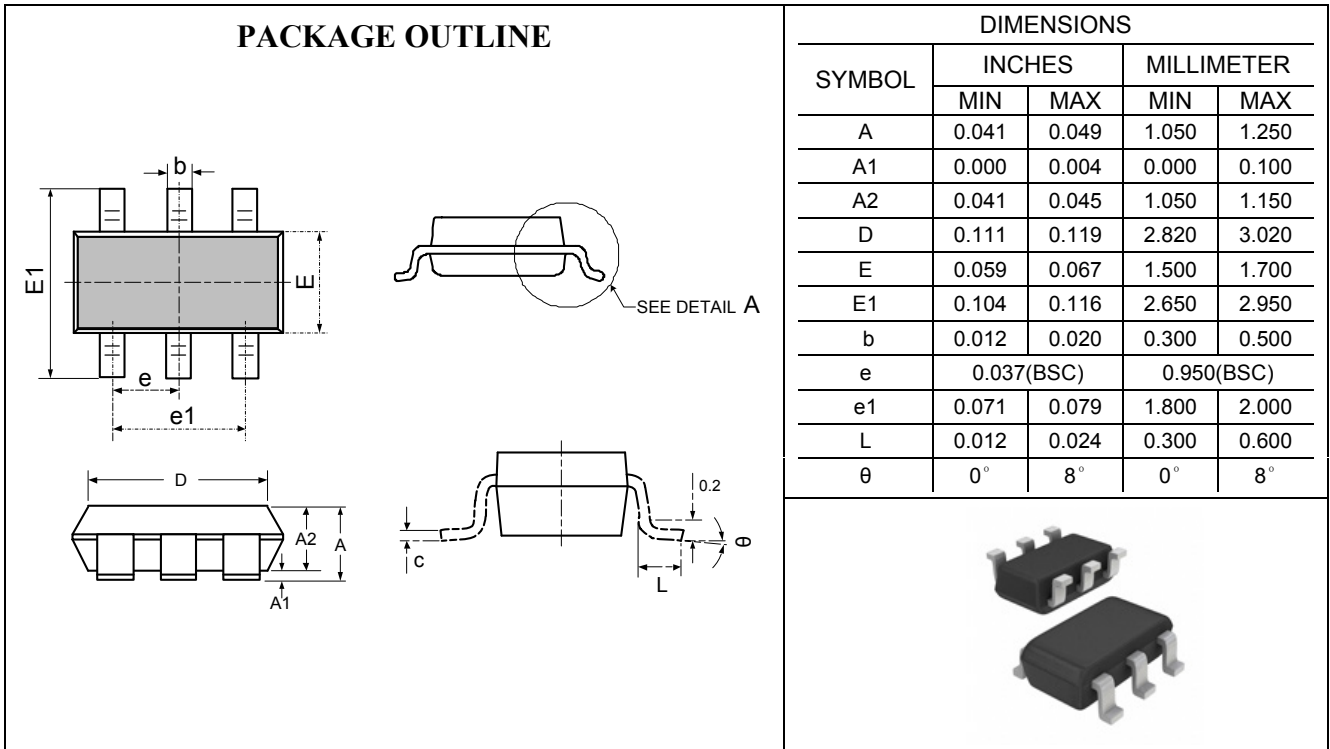 PACKAGE OUTLINE
b
E1
E
e
e1
SEE DETAIL A
D
A2
A
A1
c
0.2
θ
L
DIMENSIONS
SYMBOL INCHES MILLIMETER
MIN MAX MIN MAX
A 0.041 0.049 1.050 1.250
A1 0.000 0.004 0.000 0.100
A2 0.041 0.045 1.050 1.150
D 0.111 0.119 2.820 3.020
E 0.059 0.067 1.500 1.700
E1 0.104 0.116 2.650 2.950
b 0.012 0.020 0.300 0.500
e 0.037(BSC) 0.950(BSC)
e1 0.071 0.079 1.800 2.000
L 0.012 0.024 0.300 0.600
θ 0° 8° 0° 8°